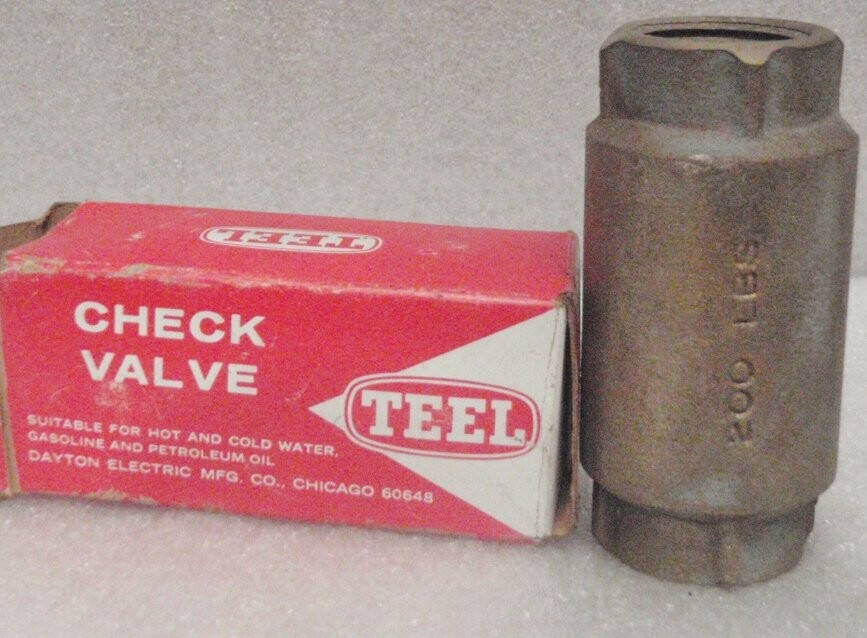 TEEL
CHECK
VALVE
TEEL
SUITABLE FOR HOT AND COLD WATER,
GASOLINE AND PETROLEUM OIL
DAYTON ELECTRIC MFG. CO., CHICAGO 60648
200 LBS